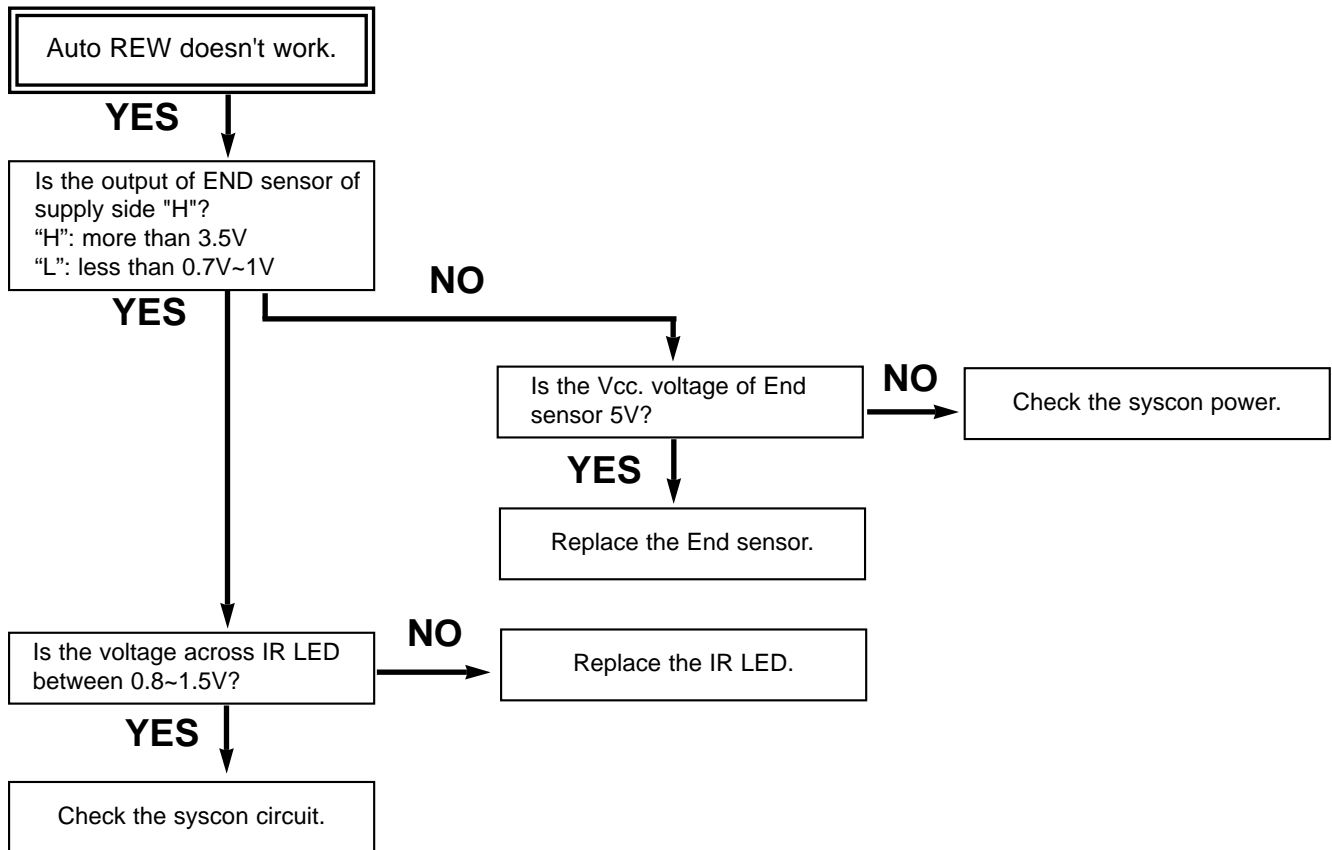 Auto REW doesn't work.
YES
Is the output of END sensor of
supply side "H"?
“H”: more than 3.5V
“L”: less than 0.7V~1V
YES
NO
Is the Vcc. voltage of End
sensor 5V?
NO
Check the syscon power.
YES
Replace the End sensor.
Is the voltage across IR LED
between 0.8~1.5V?
NO
Replace the IR LED.
YES
Check the syscon circuit.